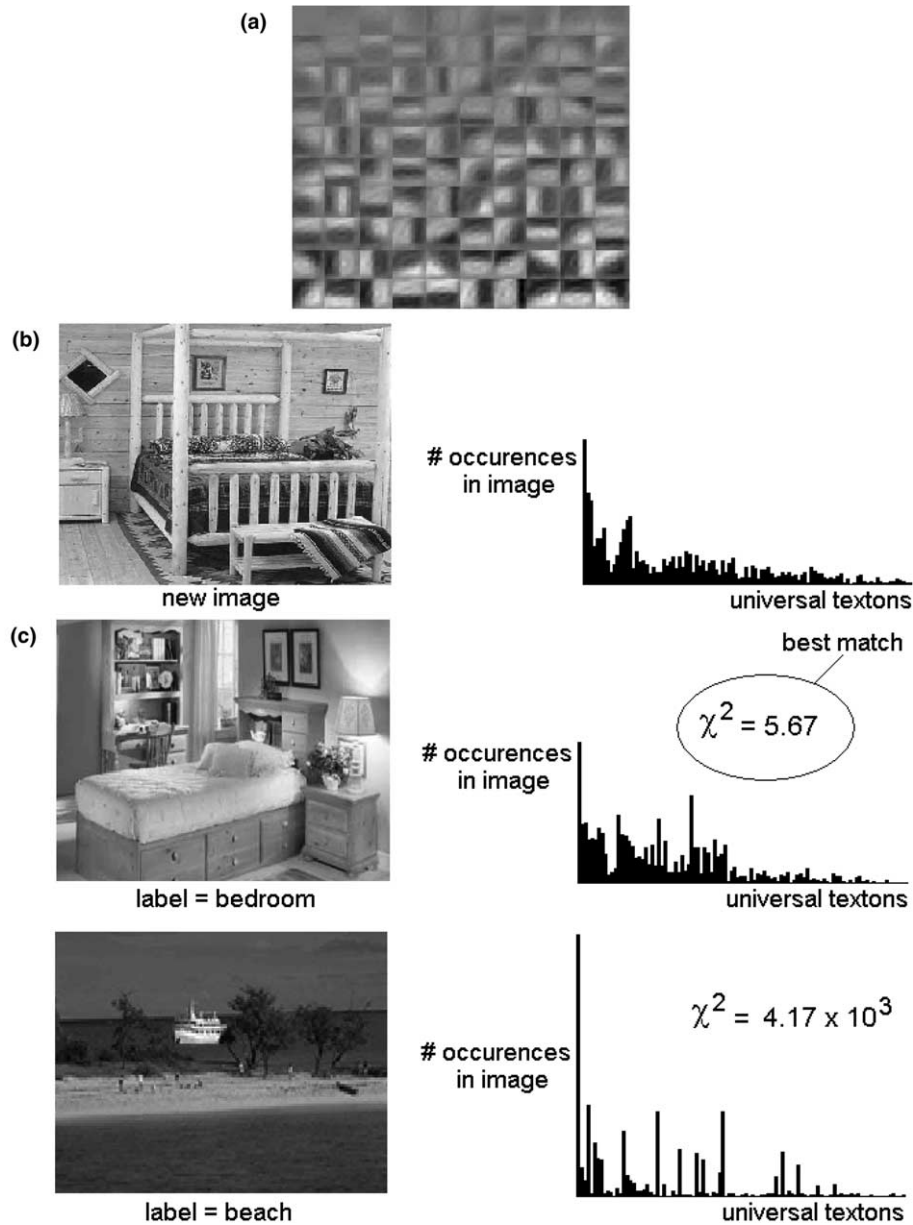 (a)
(b)
# occurences
in image
new image
universal textons
(c)
best match
χ² = 5.67
# occurences
in image
label = bedroom
universal textons
χ² = 4.17 x 10³
# occurences
in image
label = beach
universal textons